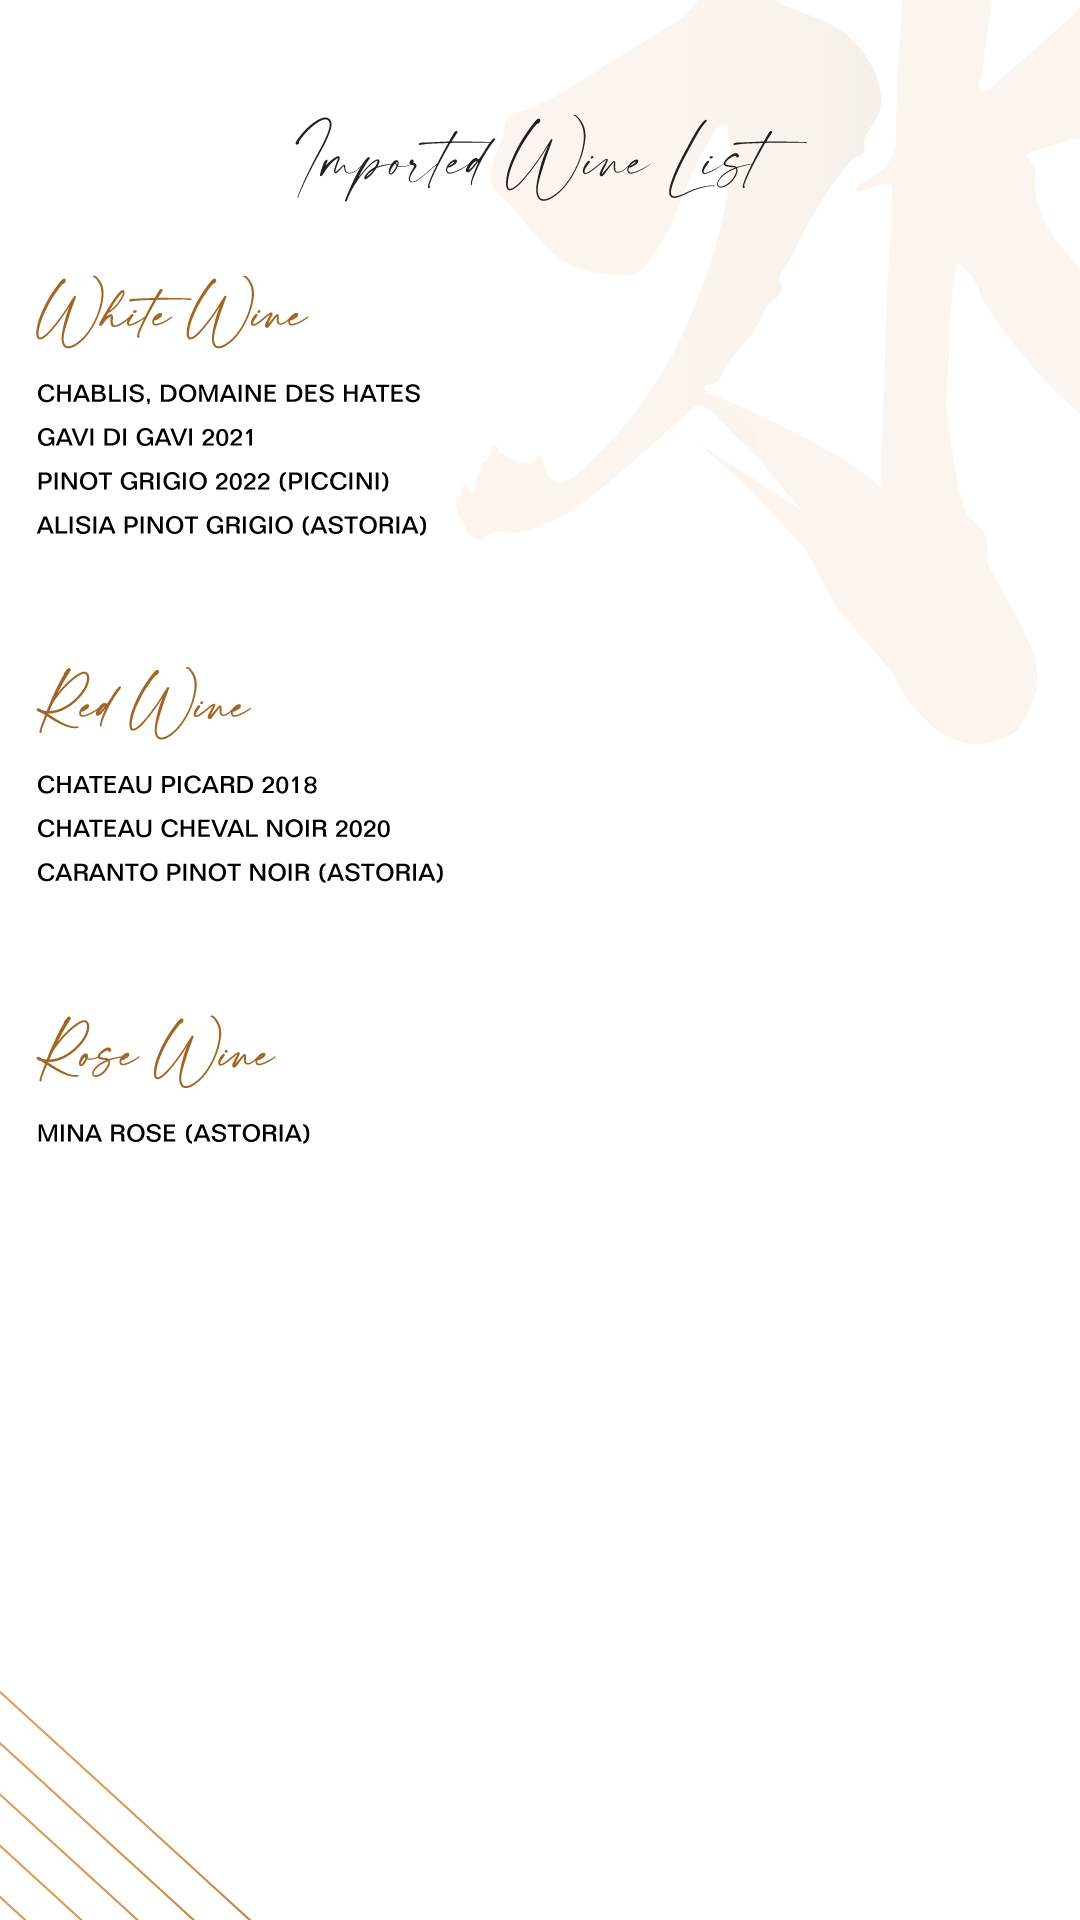 Imported Wine List
White Wine
CHABLIS, DOMAINE DES HATES
GAVI DI GAVI 2021
PINOT GRIGIO 2022 (PICCINI)
ALISIA PINOT GRIGIO (ASTORIA)
Red Wine
CHATEAU PICARD 2018
CHATEAU CHEVAL NOIR 2020
CARANTO PINOT NOIR (ASTORIA)
Rose Wine
MINA ROSE (ASTORIA)